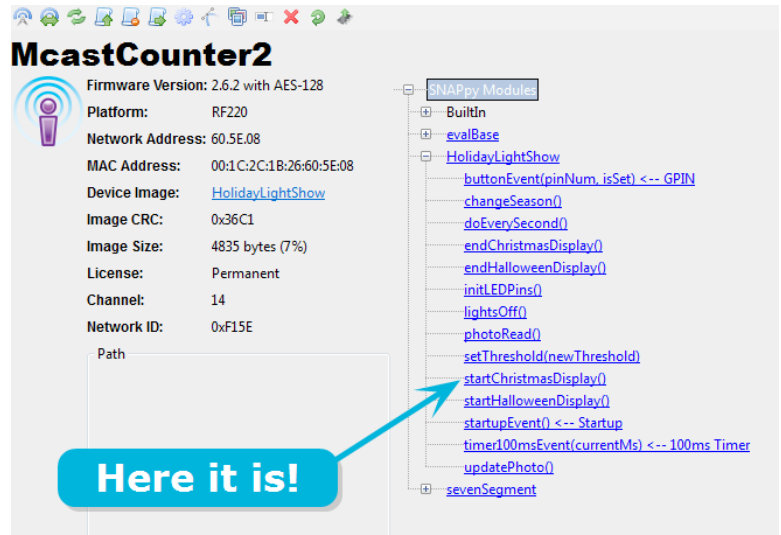 McastCounter2
Firmware Version: 2.6.2 with AES-128
Platform: RF220
Network Address: 60.5E.08
MAC Address: 00:1C:2C:1B:26:60:5E:08
Device Image: HolidayLightShow
Image CRC: 0x36C1
Image Size: 4835 bytes (7%)
License: Permanent
Channel: 14
Network ID: 0xF15E
Path
Here it is!
SNAPpy Modules
BuiltIn
evalBase
HolidayLightShow
buttonEvent(pinNum, isSet) <-- GPIN
changeSeason()
doEverySecond()
endChristmasDisplay()
endHalloweenDisplay()
initLEDPins()
lightsOff()
photoRead()
setThreshold(newThreshold)
startChristmasDisplay()
startHalloweenDisplay()
startupEvent() <-- Startup
timer100msEvent(currentMs) <-- 100ms Timer
updatePhoto()
sevenSegment